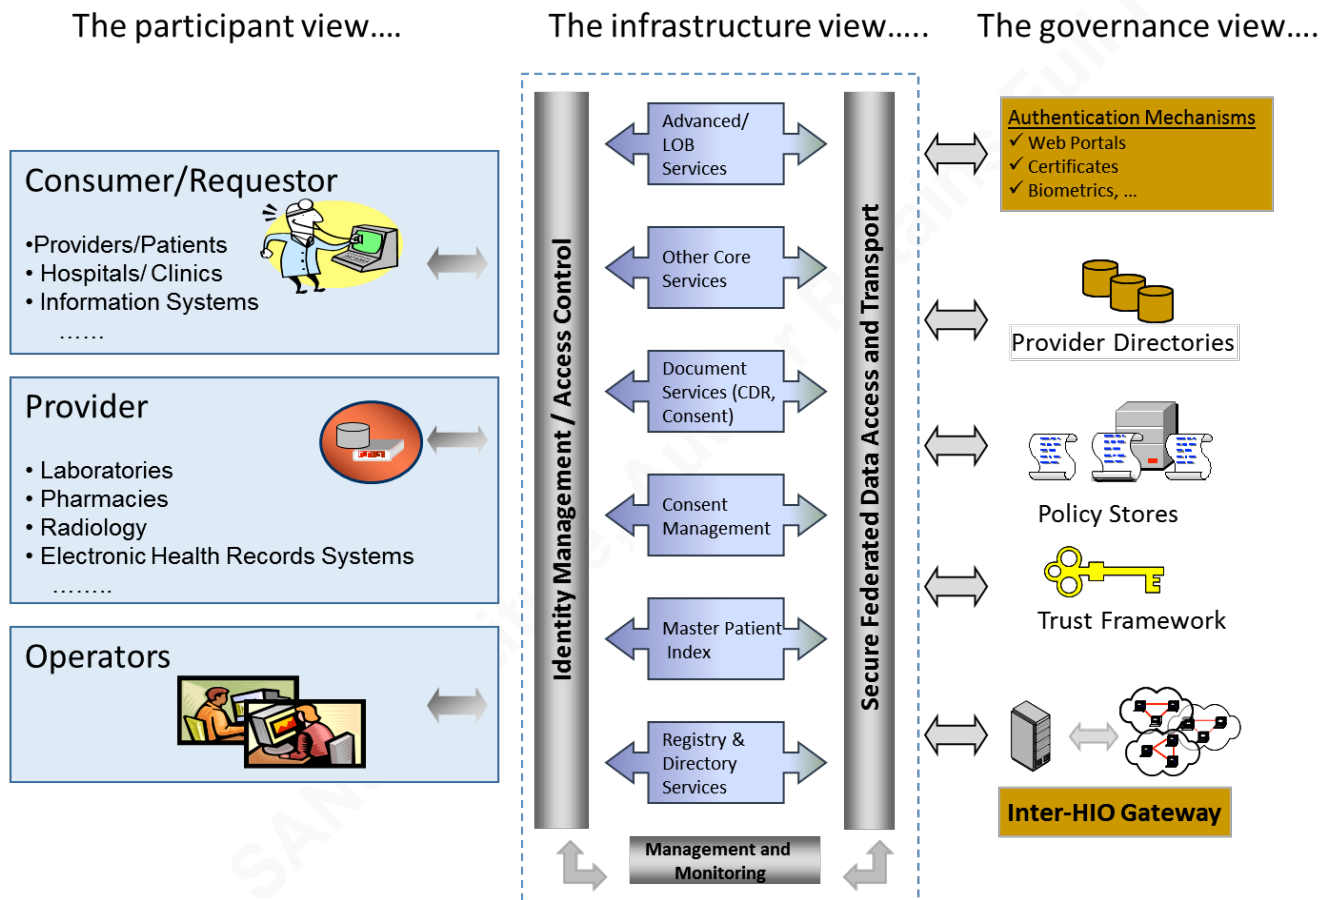 The participant view....
The infrastructure view.....
The governance view....
Consumer/Requestor
•Providers/Patients
• Hospitals/ Clinics
• Information Systems
......
Provider
• Laboratories
• Pharmacies
• Radiology
• Electronic Health Records Systems
........
Operators
Identity Management / Access Control
Advanced/
LOB
Services
Other Core
Services
Document
Services (CDR,
Consent)
Consent
Management
Master Patient
Index
Registry &
Directory
Services
Secure Federated Data Access and Transport
Management and
Monitoring
Authentication Mechanisms
✓ Web Portals
✓ Certificates
✓ Biometrics, ...
Provider Directories
Policy Stores
Trust Framework
Inter-HIO Gateway